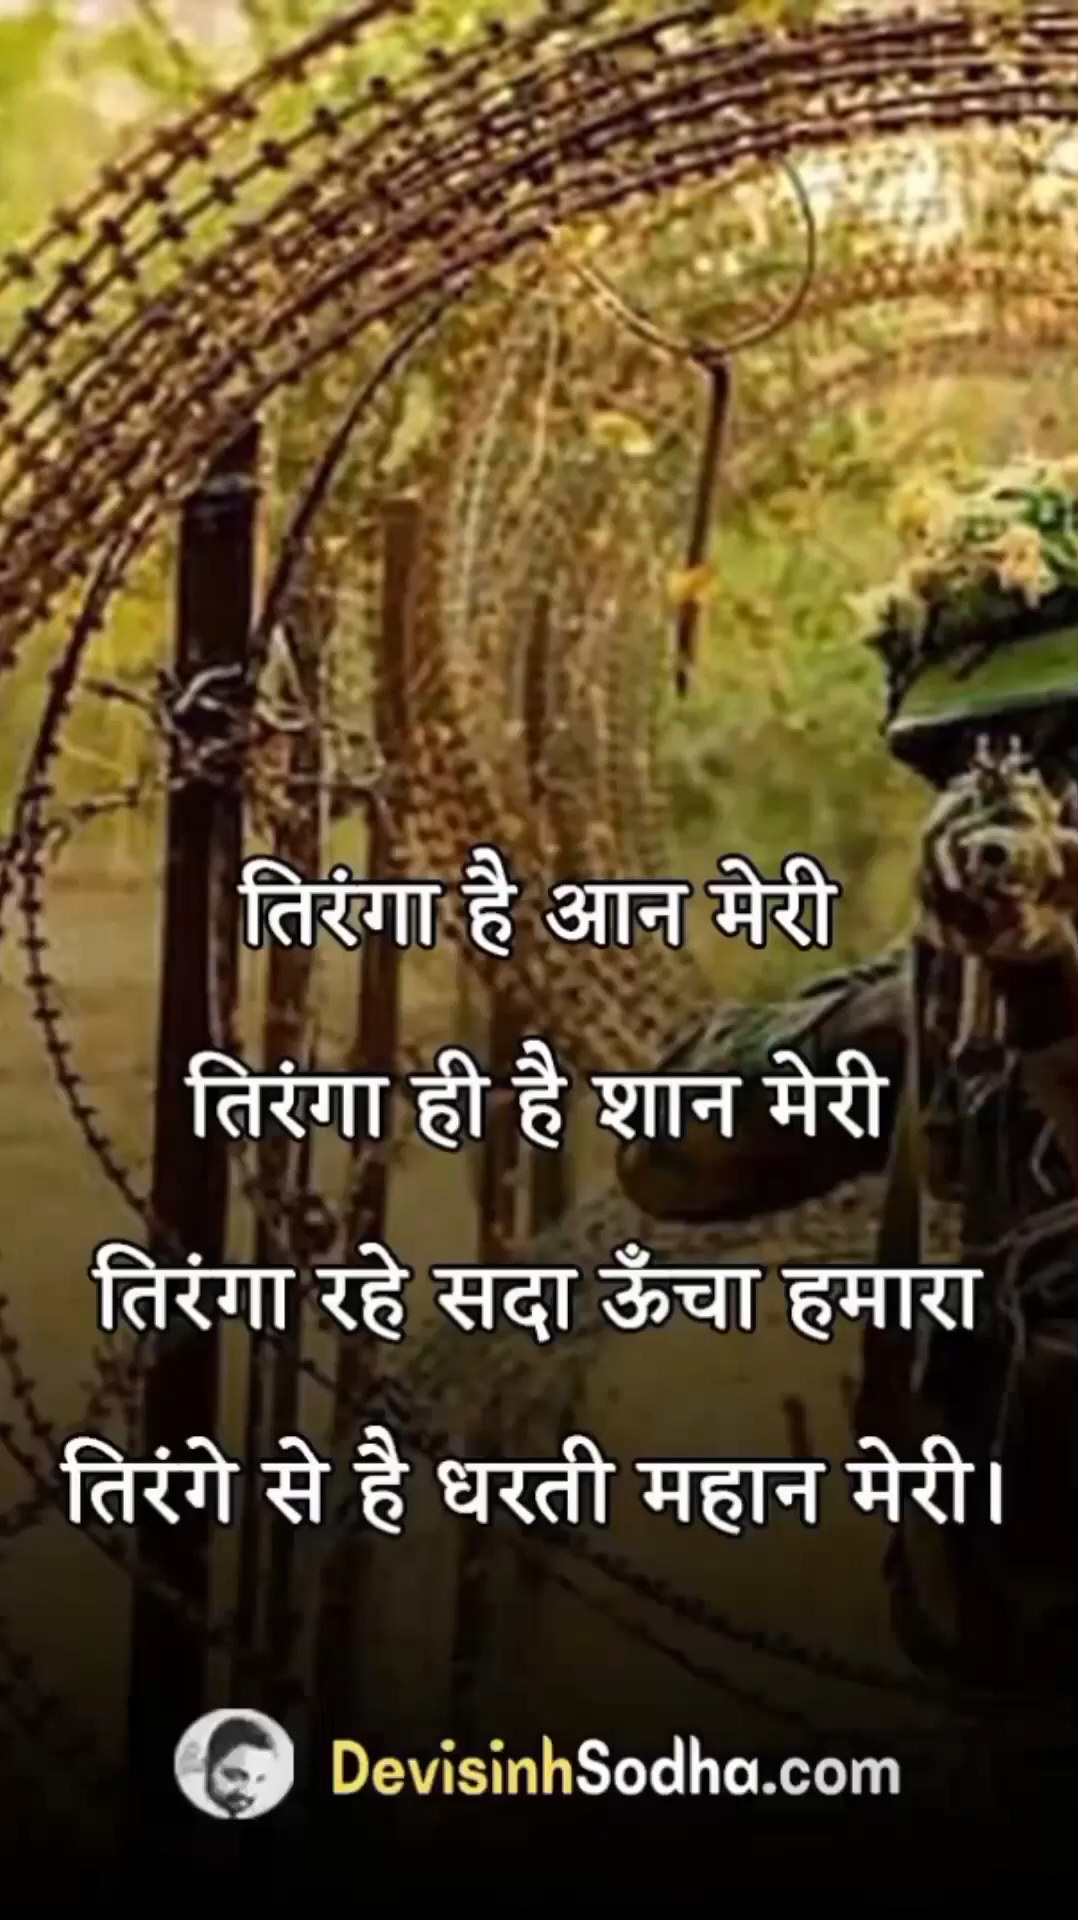 तिरंगा है आन मेरी
तिरंगा ही है शान मेरी
तिरंगा रहे सदा ऊँचा हमारा
तिरंगे से है धरती महान मेरी।
DevisinhSodha.com